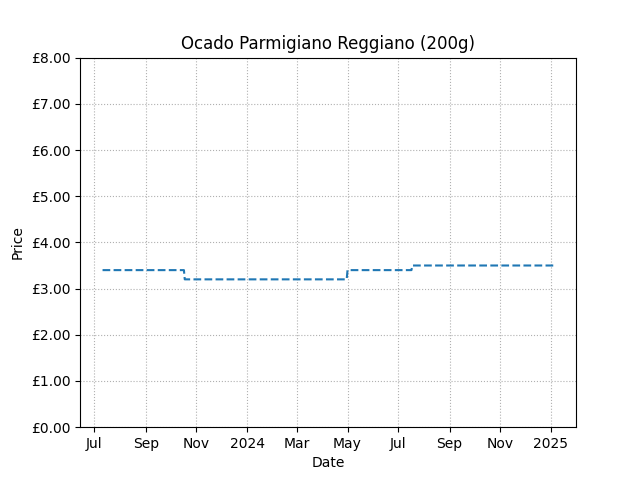 Ocado Parmigiano Reggiano (200g)
£8.00
£7.00
£6.00
£5.00
£4.00
£3.00
£2.00
£1.00
£0.00
Price
Jul Sep Nov 2024 Mar May Jul Sep Nov 2025
Date